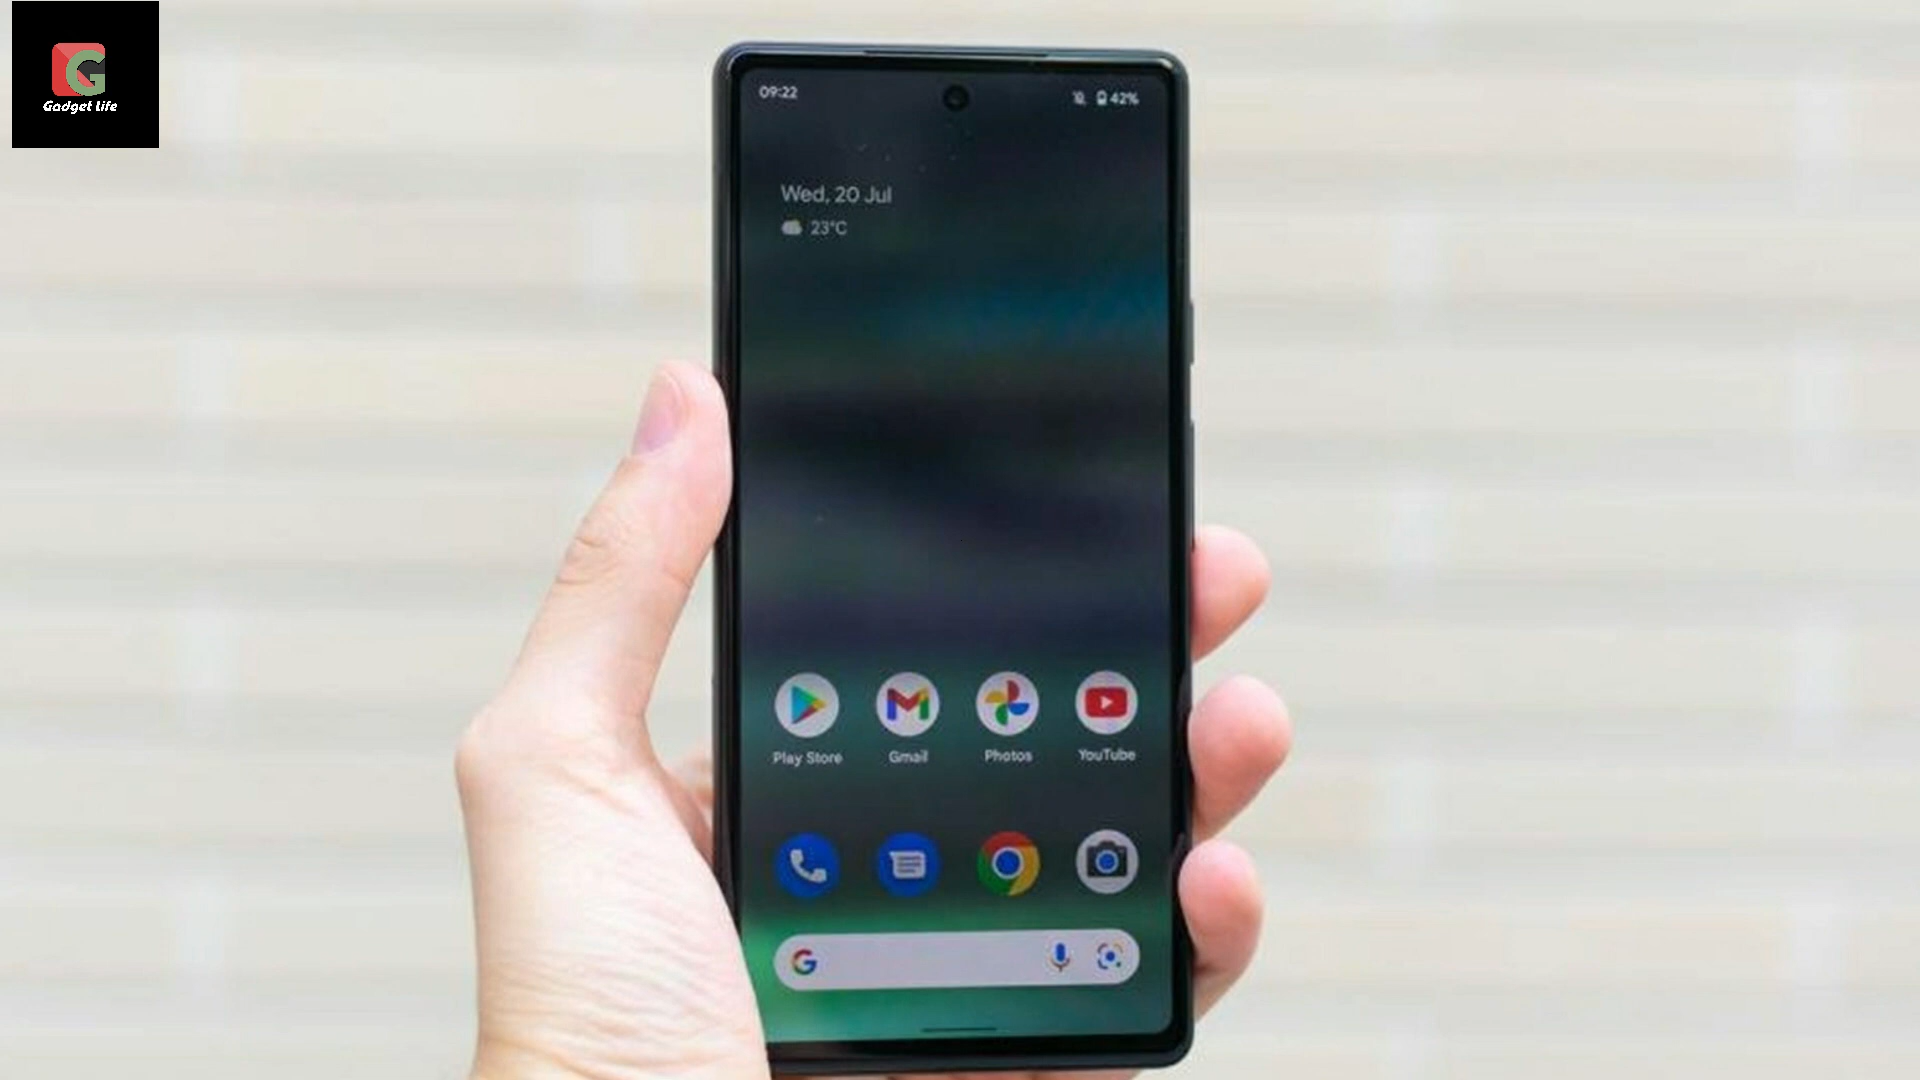 Gadget life
09:22
42%
Wed, 20 Jul
23°C
Play Store
Gmail
Photos
YouTube